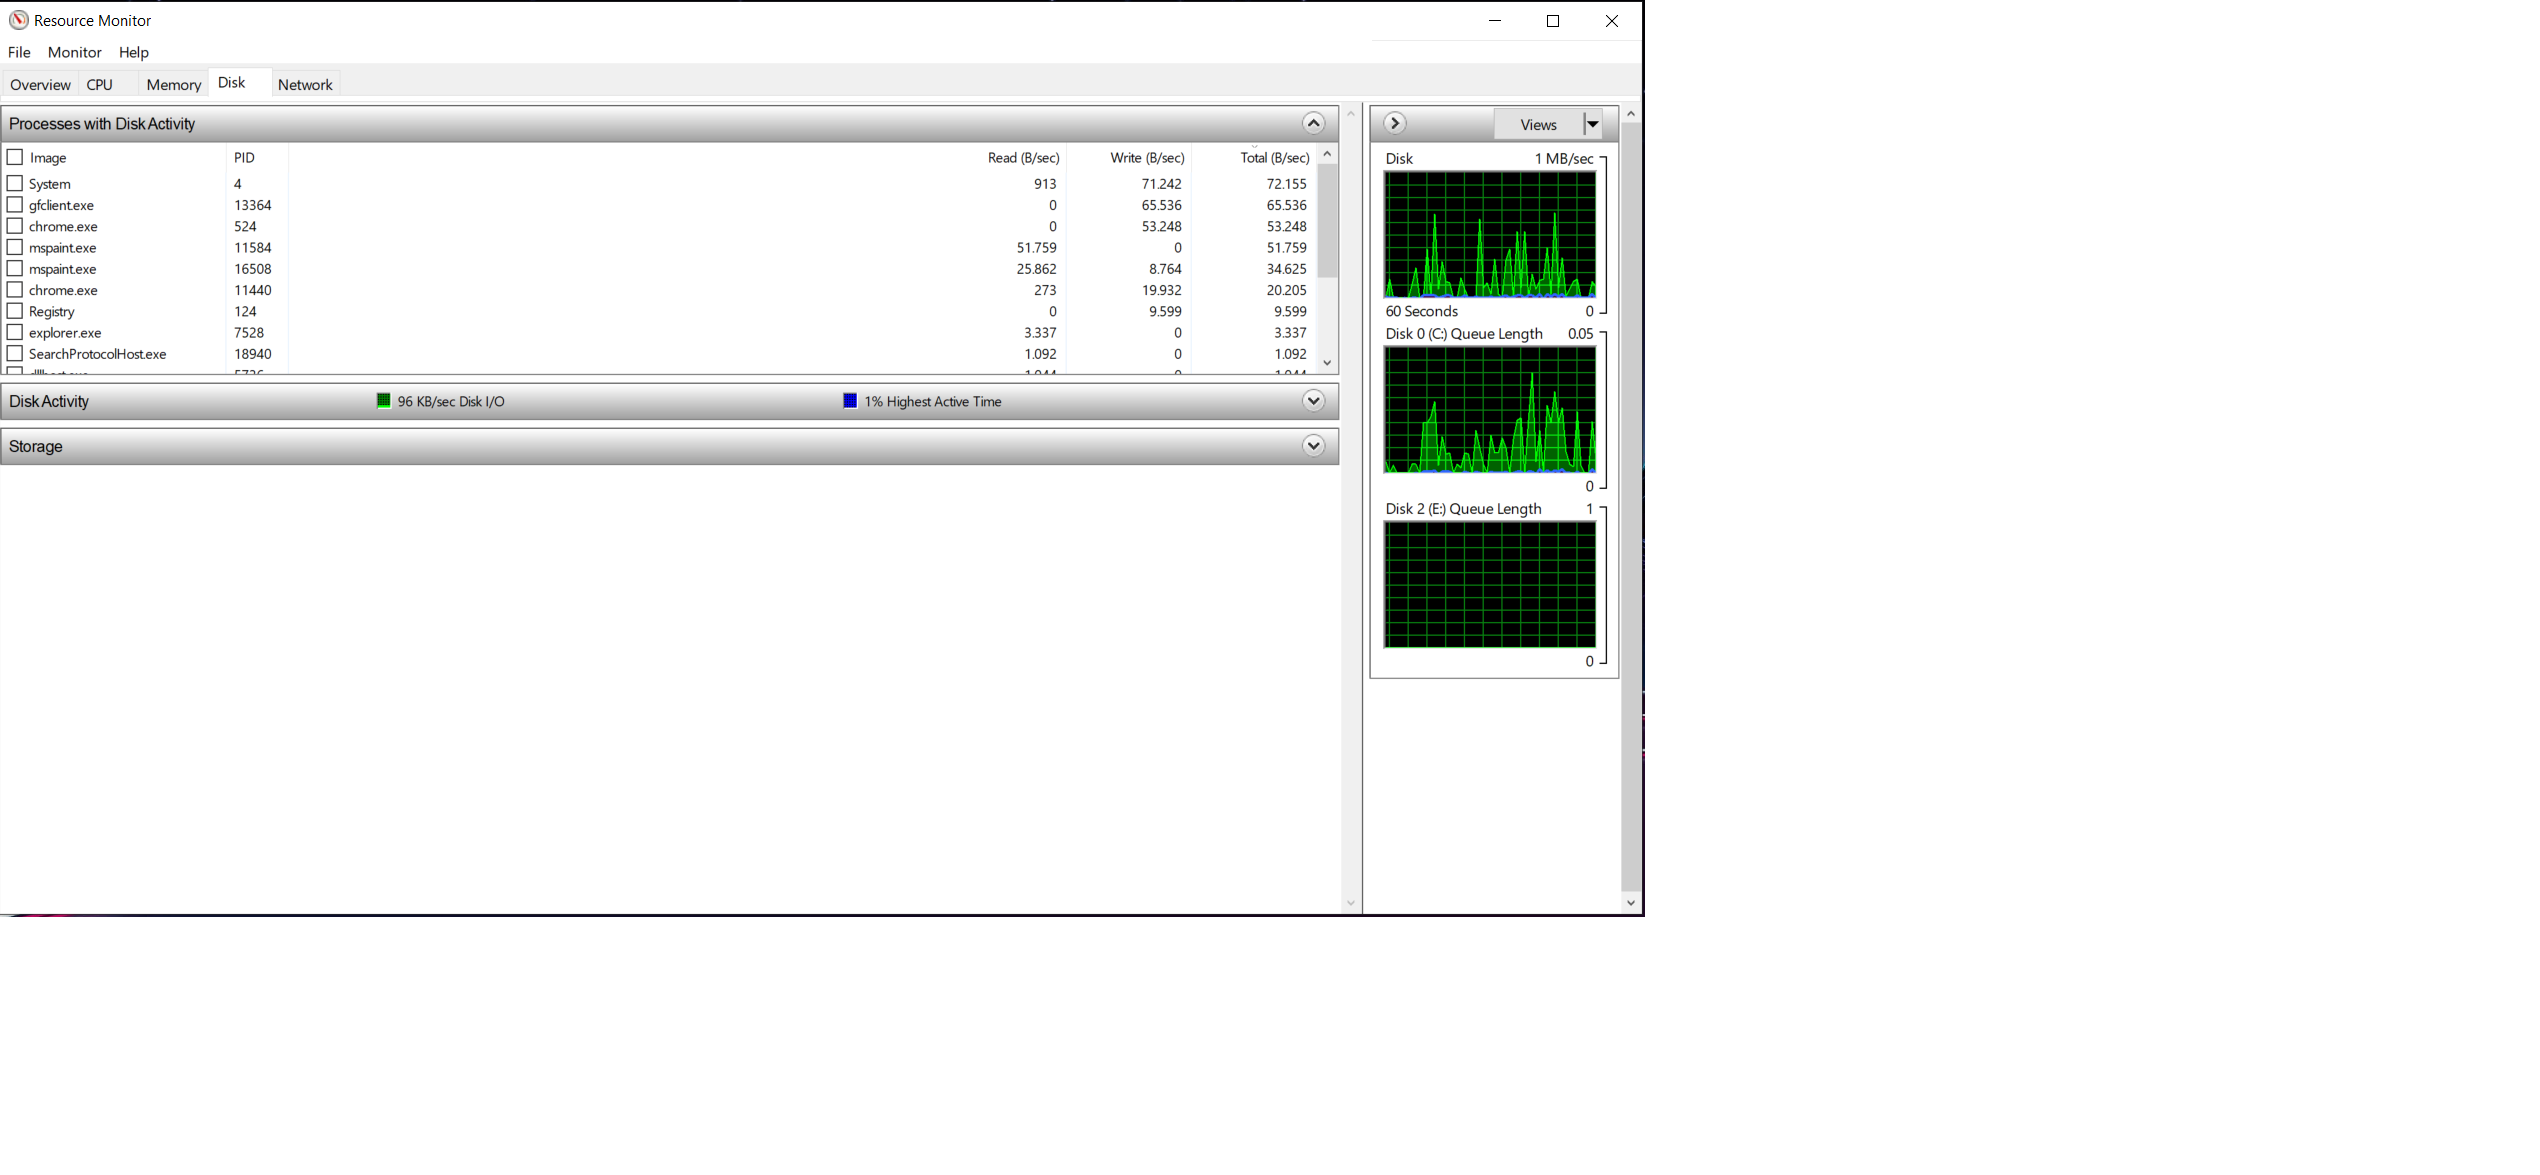 Resource Monitor
File Monitor Help
Overview CPU Memory Disk Network
Processes with Disk Activity
Image PID Read (B/sec) Write (B/sec) Total (B/sec)
System 4 913 71.242 72.155
gfclient.exe 13364 0 65.536 65.536
chrome.exe 524 0 53.248 53.248
mspaint.exe 11584 51.759 0 51.759
mspaint.exe 16508 25.862 8.764 34.625
chrome.exe 11440 273 19.932 20.205
Registry 124 0 9.599 9.599
explorer.exe 7528 3.337 0 3.337
SearchProtocolHost.exe 18940 1.092 0 1.092
Disk Activity 96 KB/sec Disk I/O 1% Highest Active Time
Storage
Views
Disk 1 MB/sec
60 Seconds 0
Disk 0 (C:) Queue Length 0.05
0
Disk 2 (E:) Queue Length 1
0